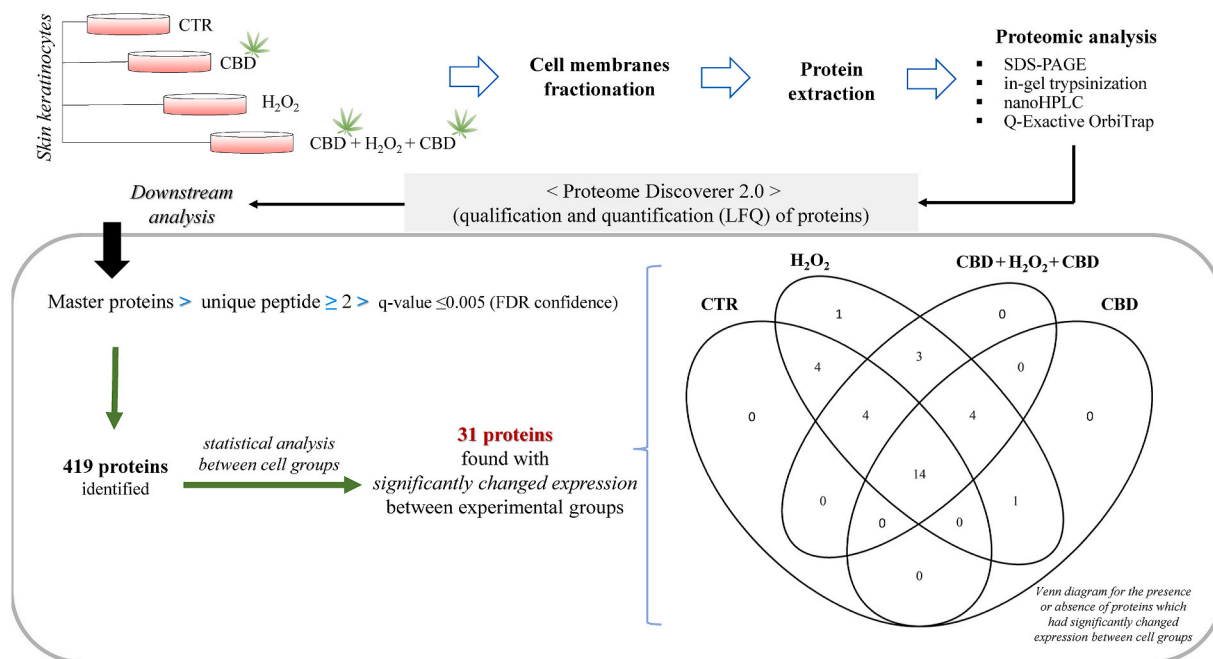 Skin keratinocytes
CTR
CBD
H₂O₂
CBD + H₂O₂ + CBD
Cell membranes
fractionation
Protein
extraction
Proteomic analysis
▪ SDS-PAGE
▪ in-gel trypsinization
▪ nanoHPLC
▪ Q-Exactive OrbiTrap
< Proteome Discoverer 2.0 >
(qualification and quantification (LFQ) of proteins)
Downstream
analysis
Master proteins > unique peptide ≥ 2 > q-value ≤0.005 (FDR confidence)
419 proteins
identified
statistical analysis
between cell groups
31 proteins
found with
significantly changed expression
between experimental groups
H₂O₂
CBD + H₂O₂ + CBD
CTR
CBD
1
0
4
3
0
0
4
4
0
14
0
0
0
1
0
Venn diagram for the presence
or absence of proteins which
had significantly changed
expression between cell groups